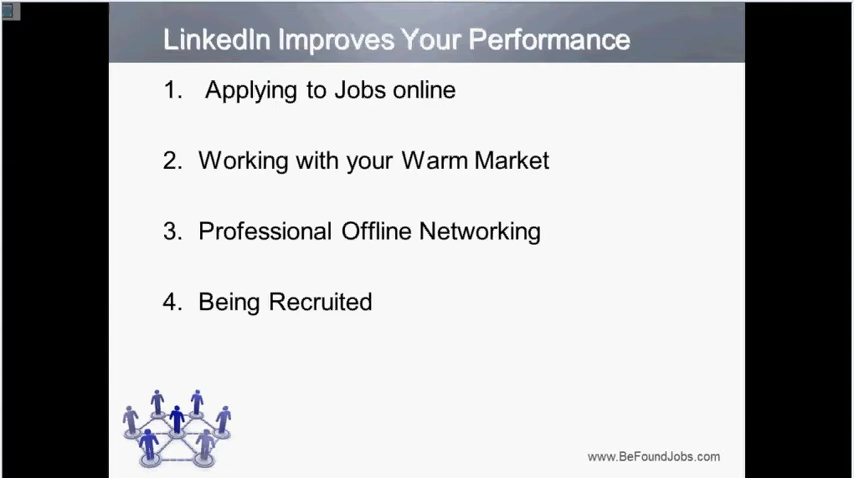 LinkedIn Improves Your Performance
1. Applying to Jobs online
2. Working with your Warm Market
3. Professional Offline Networking
4. Being Recruited
www.BeFoundJobs.com